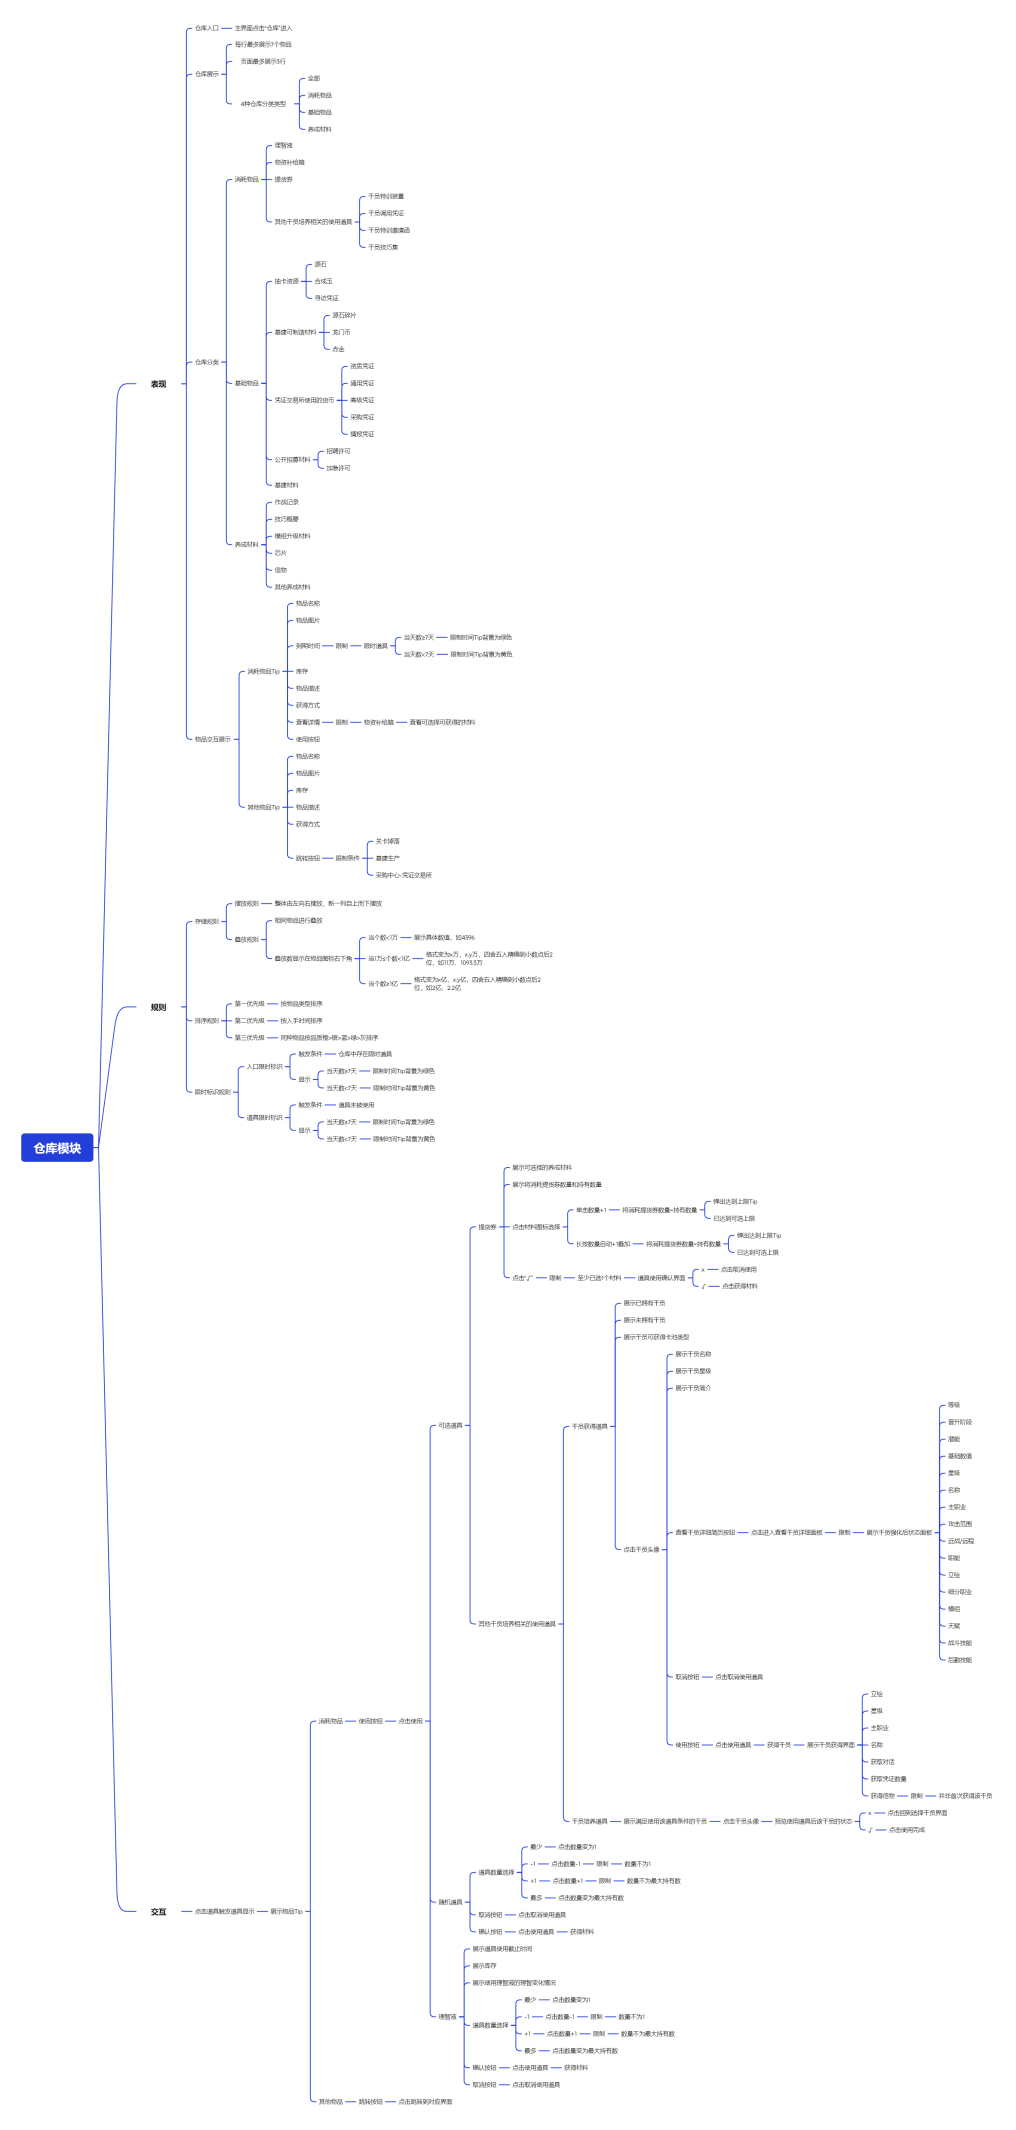 仓库模块
表现
仓库入口
主界面点击“仓库”进入
仓库展示
每行最多展示7个物品
页面最多展示3行
4种仓库分类类型
全部
消耗物品
基础物品
养成材料
仓库分类
消耗物品
理智液
物资补给箱
提货券
其他干员培养相关的使用道具
干员特训装置
干员调用凭证
干员特训邀请函
干员技巧集
基础物品
抽卡资源
源石
合成玉
寻访凭证
基建可制造材料
源石碎片
龙门币
赤金
凭证交易所使用的货币
资质凭证
通用凭证
高级凭证
采购凭证
情报凭证
公开招募材料
招聘许可
加急许可
基建材料
养成材料
作战记录
技巧概要
模组升级材料
芯片
信物
其他养成材料
物品交互展示
消耗物品Tip
物品名称
物品图片
到期时间
限制
限时道具
当天数≥7天
限制时间Tip背景为绿色
当天数<7天
限制时间Tip背景为黄色
库存
物品描述
获得方式
查看详情
限制
物资补给箱
查看可选择可获得的材料
使用按钮
其他物品Tip
物品名称
物品图片
库存
物品描述
获得方式
跳转按钮
限制条件
关卡掉落
基建生产
采购中心-凭证交易所
规则
存储规则
摆放规则
整体由左向右摆放，新一列自上而下摆放
叠放规则
相同物品进行叠放
叠放数显示在物品图标右下角
当个数<1万
展示具体数值，如4396
当1万≤个数<1亿
格式变为x万，x.y万，四舍五入精确到小数点后2
位，如11万，1093.3万
当个数≥1亿
格式变为x亿，x.y亿，四舍五入精确到小数点后2
位，如2亿、2.2亿
排序规则
第一优先级
按物品类型排序
第二优先级
按入手时间排序
第三优先级
同种物品按品质橙>银>蓝>绿>灰排序
限时标识规则
入口限时标识
触发条件
仓库中存在限时道具
显示
当天数≥7天
限制时间Tip背景为绿色
当天数<7天
限制时间Tip背景为黄色
道具限时标识
触发条件
道具未被使用
显示
当天数≥7天
限制时间Tip背景为绿色
当天数<7天
限制时间Tip背景为黄色
交互
点击道具触发道具显示
展示物品Tip
消耗物品
使用按钮
点击使用
可选道具
提货券
展示可选择的养成材料
展示将消耗提货券数量和持有数量
点击材料图标选择
单击数量+1
将消耗提货券数量=持有数量
弹出达到上限Tip
已达到可选上限
长按数量自动+1叠加
将消耗提货券数量=持有数量
弹出达到上限Tip
已达到可选上限
点击“√”
限制
至少已选1个材料
道具使用确认界面
x
点击取消使用
√
点击获得材料
其他干员培养相关的使用道具
干员获得道具
展示已拥有干员
展示未拥有干员
展示干员可获得卡池类型
点击干员头像
展示干员名称
展示干员星级
展示干员简介
查看干员详细简历按钮
点击进入查看干员详细面板
限制
展示干员强化后状态面板
等级
晋升阶段
潜能
基础数值
星级
名称
主职业
攻击范围
近战/远程
职能
立绘
细分职业
模组
天赋
战斗技能
后勤技能
取消按钮
点击取消使用道具
使用按钮
点击使用道具
获得干员
展示干员获得界面
立绘
星级
主职业
名称
获取对话
获取凭证数量
获得信物
限制
并非首次获得该干员
干员培养道具
展示满足使用该道具条件的干员
点击干员头像
预览使用道具后该干员的状态
x
点击回到选择干员界面
√
点击使用完成
随机道具
道具数量选择
最少
点击数量变为1
-1
点击数量-1
限制
数量不为1
+1
点击数量+1
限制
数量不为最大持有数
最多
点击数量变为最大持有数
取消按钮
点击取消使用道具
确认按钮
点击使用道具
获得材料
理智液
展示道具使用截止时间
展示库存
展示使用理智液的理智变化情况
道具数量选择
最少
点击数量变为1
-1
点击数量-1
限制
数量不为1
+1
点击数量+1
限制
数量不为最大持有数
最多
点击数量变为最大持有数
确认按钮
点击使用道具
获得材料
取消按钮
点击取消使用道具
其他物品
跳转按钮
点击跳转到对应界面